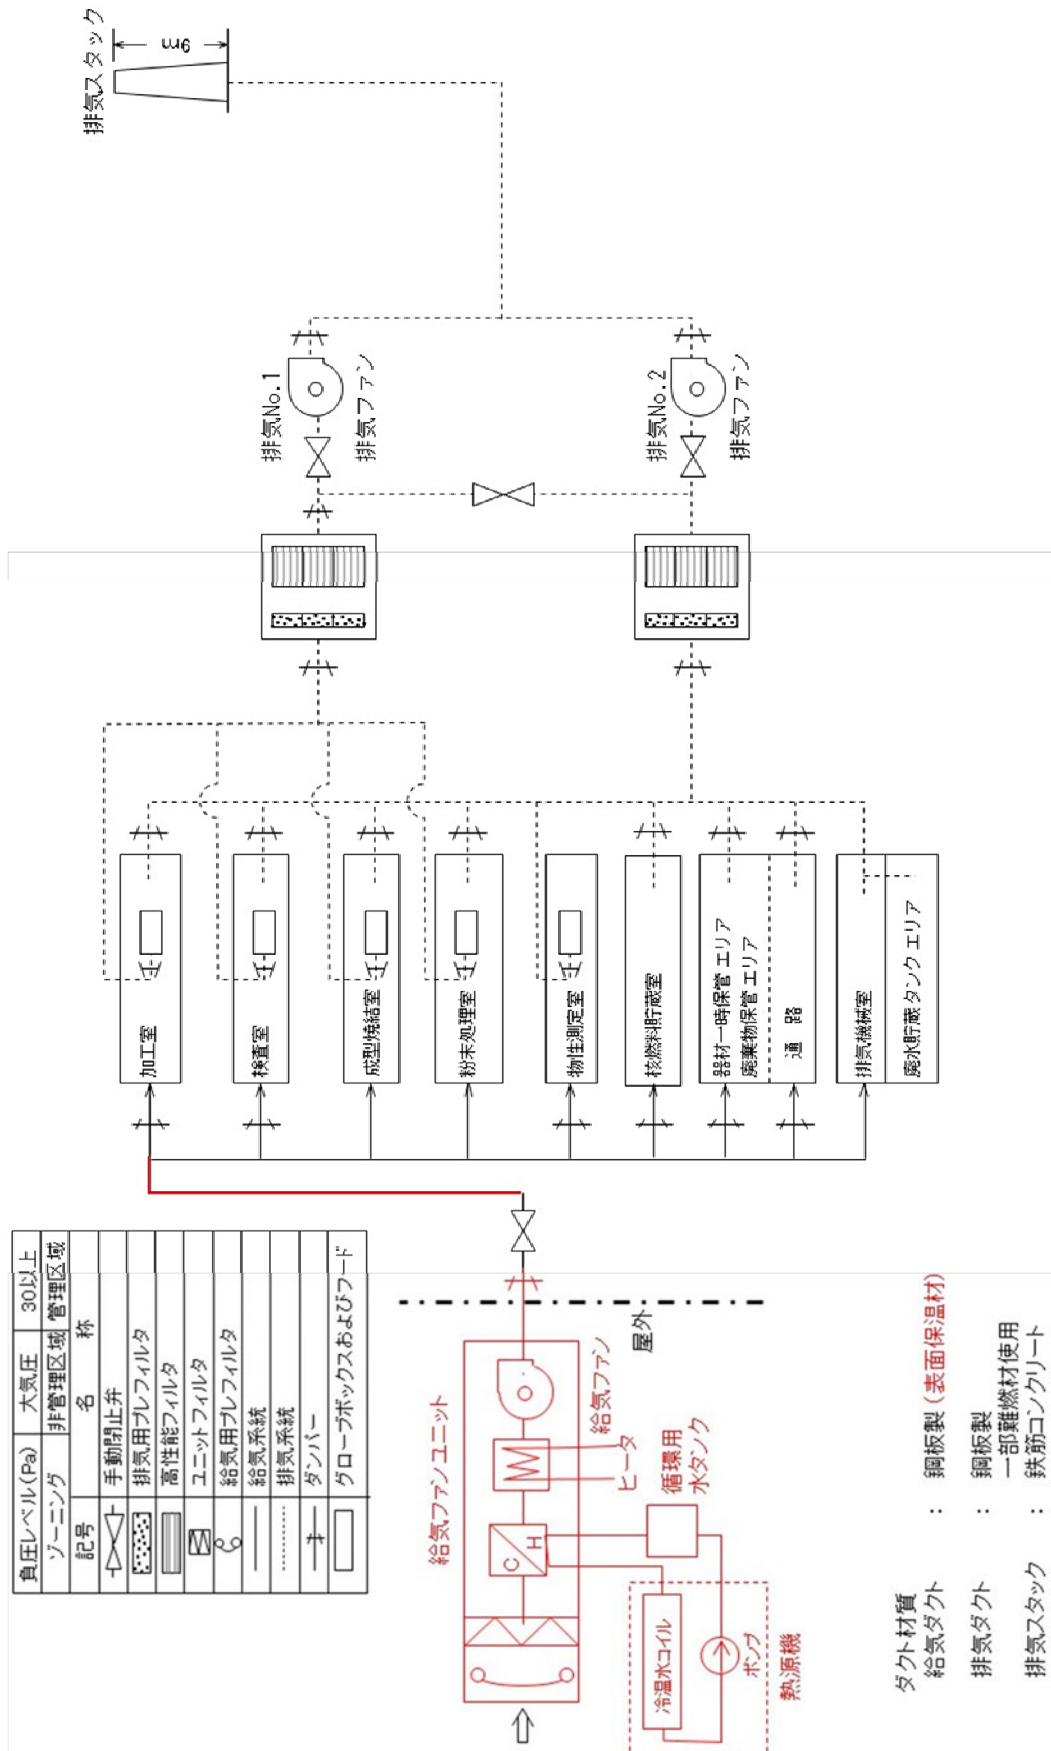 負圧レベル(Pa) 大気圧 30以上
ゾーニング 非管理区域 管理区域
記号 名 称
手動閉止弁
排気用プレフィルタ
高性能フィルタ
ユニットフィルタ
給気用プレフィルタ
給気系統
排気系統
ダンパー
グローブボックスおよびフード
給気ファンユニット
C
H
ヒータ
給気ファン
循環用
水タンク
冷温水コイル
ポンプ
熱源機
屋外
ダクト材質
給気ダクト : 鋼板製(表面保温材)
排気ダクト : 鋼板製
一部難燃材使用
排気スタック : 鉄筋コンクリート
加工室
検査室
成型焼結室
粉末処理室
物性測定室
核燃料貯蔵室
器材一時保管エリア
廃棄物保管エリア
通 路
排気機械室
廃水貯蔵タンクエリア
排気No.1
排気ファン
排気No.2
排気ファン
排気スタック
9m